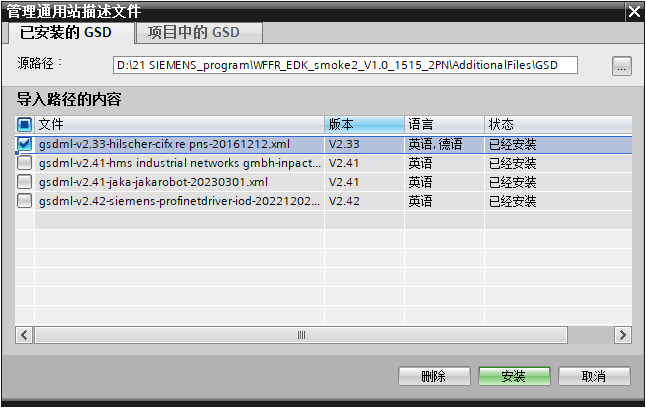 管理通用站描述文件
已安装的 GSD 项目中的 GSD
源路径： D:\21 SIEMENS_program\WFFR_EDK_smoke2_V1.0_1515_2PN\AdditionalFiles\GSD ...
导入路径的内容
文件 版本 语言 状态
gsdml-v2.33-hilscher-cifx re pns-20161212.xml V2.33 英语, 德语 已经安装
gsdml-v2.41-hms industrial networks gmbh-inpact... V2.41 英语 已经安装
gsdml-v2.41-jaka-jakarobot-20230301.xml V2.41 英语 已经安装
gsdml-v2.42-siemens-profinetdriver-iod-20221202... V2.42 英语 已经安装
删除 安装 取消